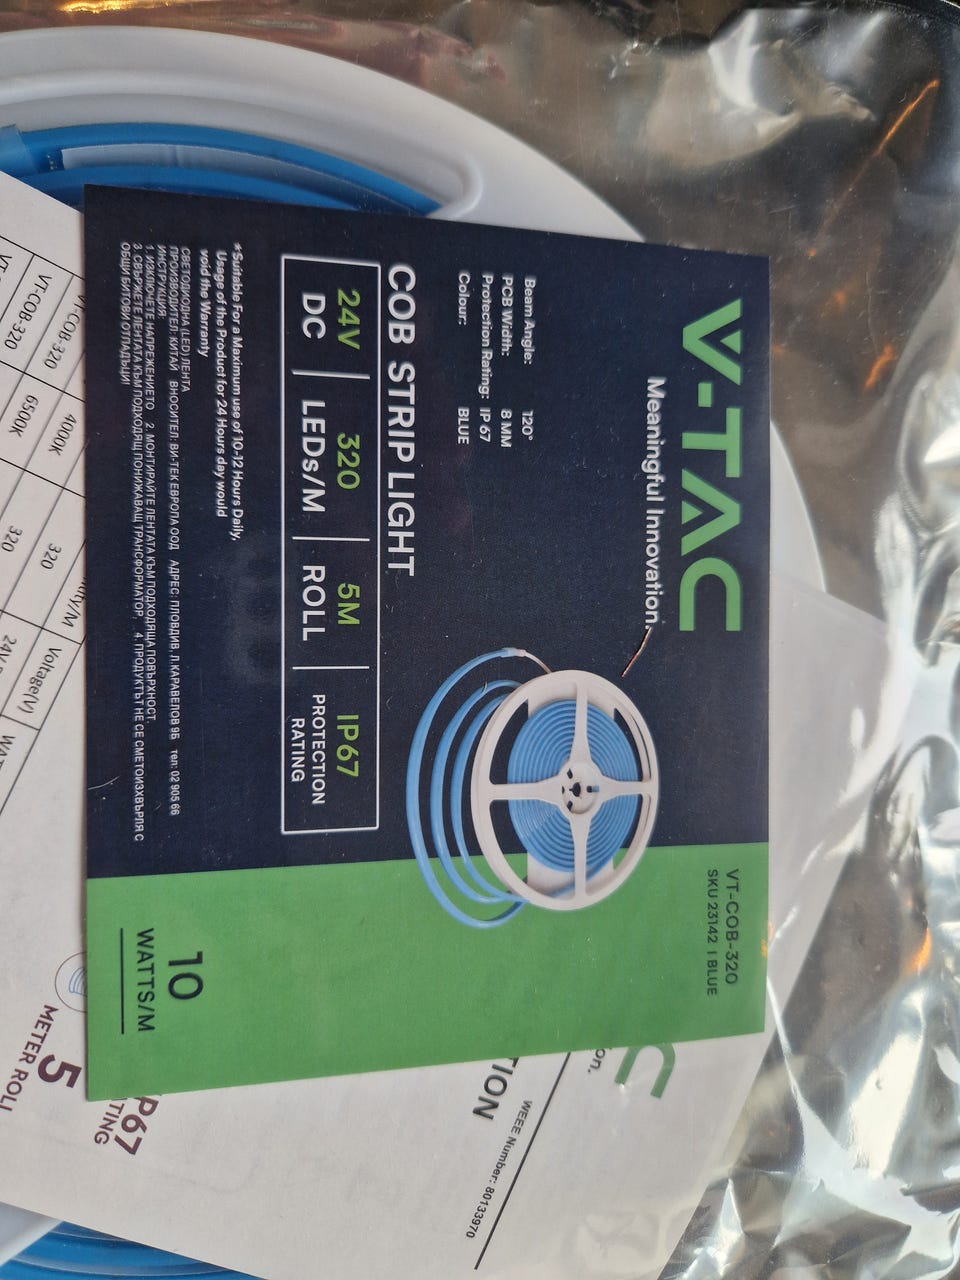 V-TAC
Meaningful Innovation.
VT-COB-320
SKU 23142 | BLUE
Beam Angle: 120°
PCB Width: 8 MM
Protection Rating: IP 67
Colour: BLUE
COB STRIP LIGHT
24V DC
320 LEDs/M
5M ROLL
IP67 PROTECTION RATING
*Suitable For a Maximum use of 10-12 Hours Daily,
Usage of the Product for 24 Hours day would
void the Warranty
СВЕТОДИОДНА (LED) ЛЕНТА
ПРОИЗВОДИТЕЛ: КИТАЙ ВНОСИТЕЛ: ВИ-ТЕК ЕВРОПА ООД АДРЕС: ПЛОВДИВ, Л.КАРАВЕЛОВ 9Б тел: 02 905 66
ИНСТРУКЦИЯ:
1. ИЗКЛЮЧЕТЕ НАПРЕЖЕНИЕТО 2. МОНТИРАЙТЕ ЛЕНТАТА КЪМ ПОДХОДЯЩА ПОВЪРХНОСТ.
3. СВЪРЖЕТЕ ЛЕНТАТА КЪМ ПОДХОДЯЩ ПОНИЖАВАЩ ТРАНСФОРМАТОР, 4. ПРОДУКТЪТ НЕ СЕ СМЕТОИЗХВЪРЛЯ С
ОБЩИ БИТОВИ ОТПАДЪЦИ!
10
WATTS/M
on.
TION
WEEE Number: 80133970
Voltage(V)
VT-COB-320 4000K 320
VT-COB-320 6500K 320 24V
P67
TING
5
METER ROLL